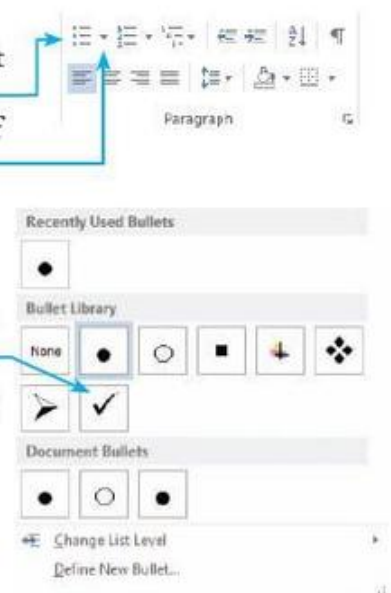 t
f
Paragraph
Recently Used Bullets
Bullet Library
None
Document Bullets
Change List Level
Define New Bullet...